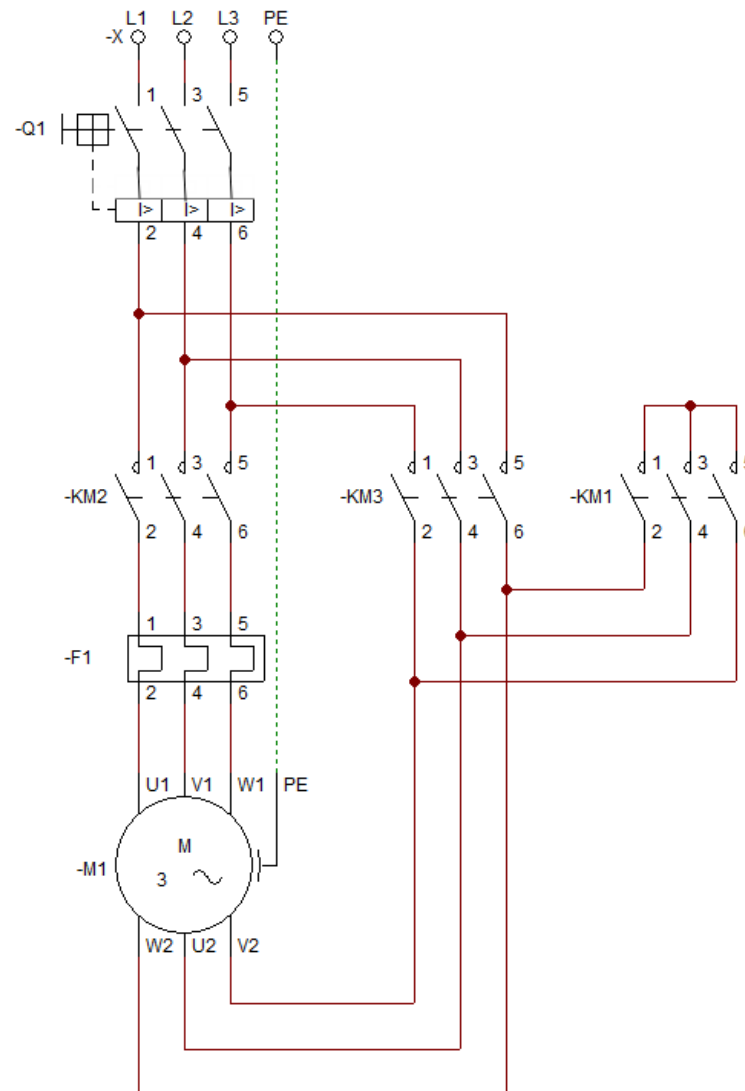 L1 L2 L3 PE
-X
1 3 5
-Q1
I> I> I>
2 4 6
1 3 5 1 3 5 1 3 5
-KM2 -KM3 -KM1
2 4 6 2 4 6 2 4 6
1 3 5
-F1
2 4 6
U1 V1 W1 PE
M
-M1
3
W2 U2 V2